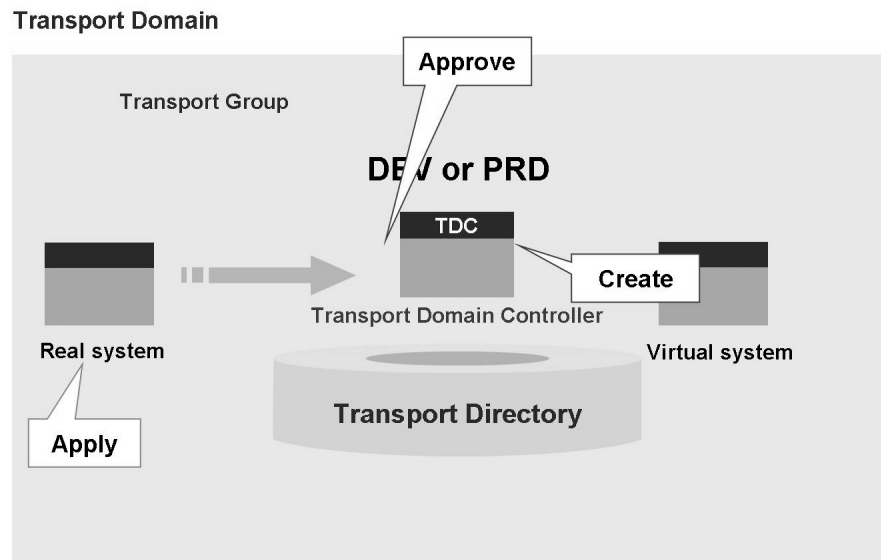 Transport Domain
Approve
Transport Group
DEV or PRD
TDC
Create
Transport Domain Controller
Real system
Virtual system
Transport Directory
Apply